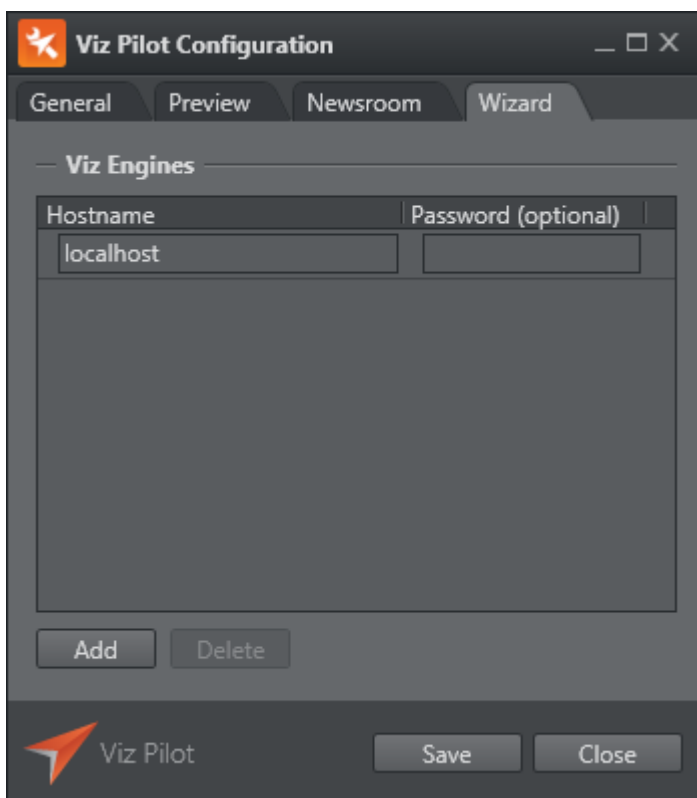 Viz Pilot Configuration
General Preview Newsroom Wizard
Viz Engines
Hostname Password (optional)
localhost
Add Delete
Viz Pilot Save Close